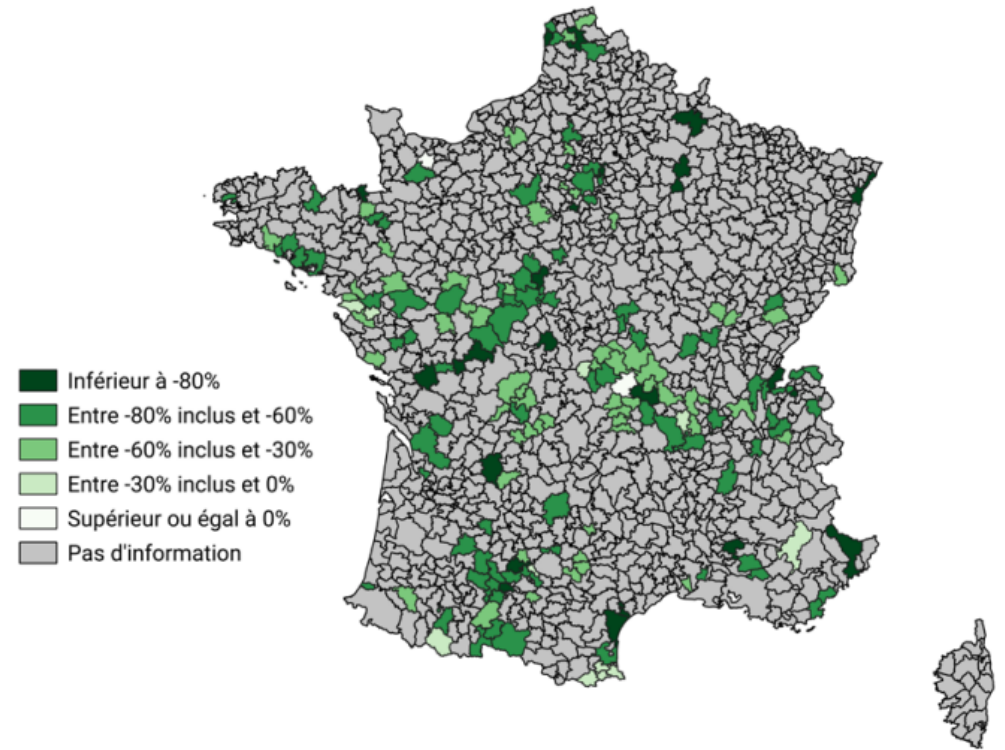 Inférieur à -80%
Entre -80% inclus et -60%
Entre -60% inclus et -30%
Entre -30% inclus et 0%
Supérieur ou égal à 0%
Pas d'information